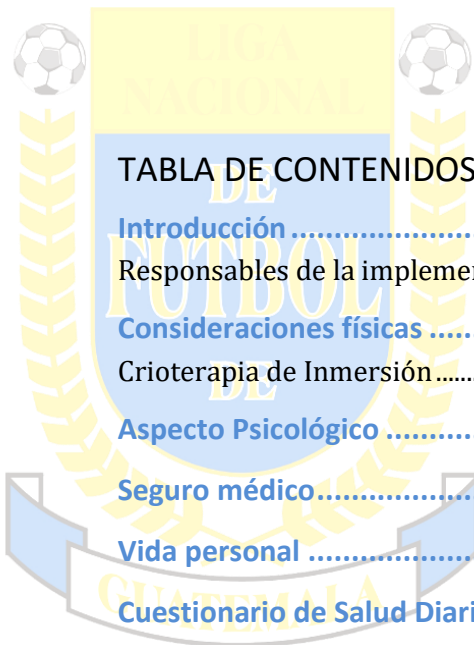 LIGA
NACIONAL
TABLA DE CONTENIDOS
DE
Introducción......................
FUTBOL
Responsables de la impleme
Consideraciones físicas ......
Crioterapia de Inmersión.......
DE
Aspecto Psicológico ..........
Seguro médico...................
Vida personal ....................
GUATEMALA
Cuestionario de Salud Diari